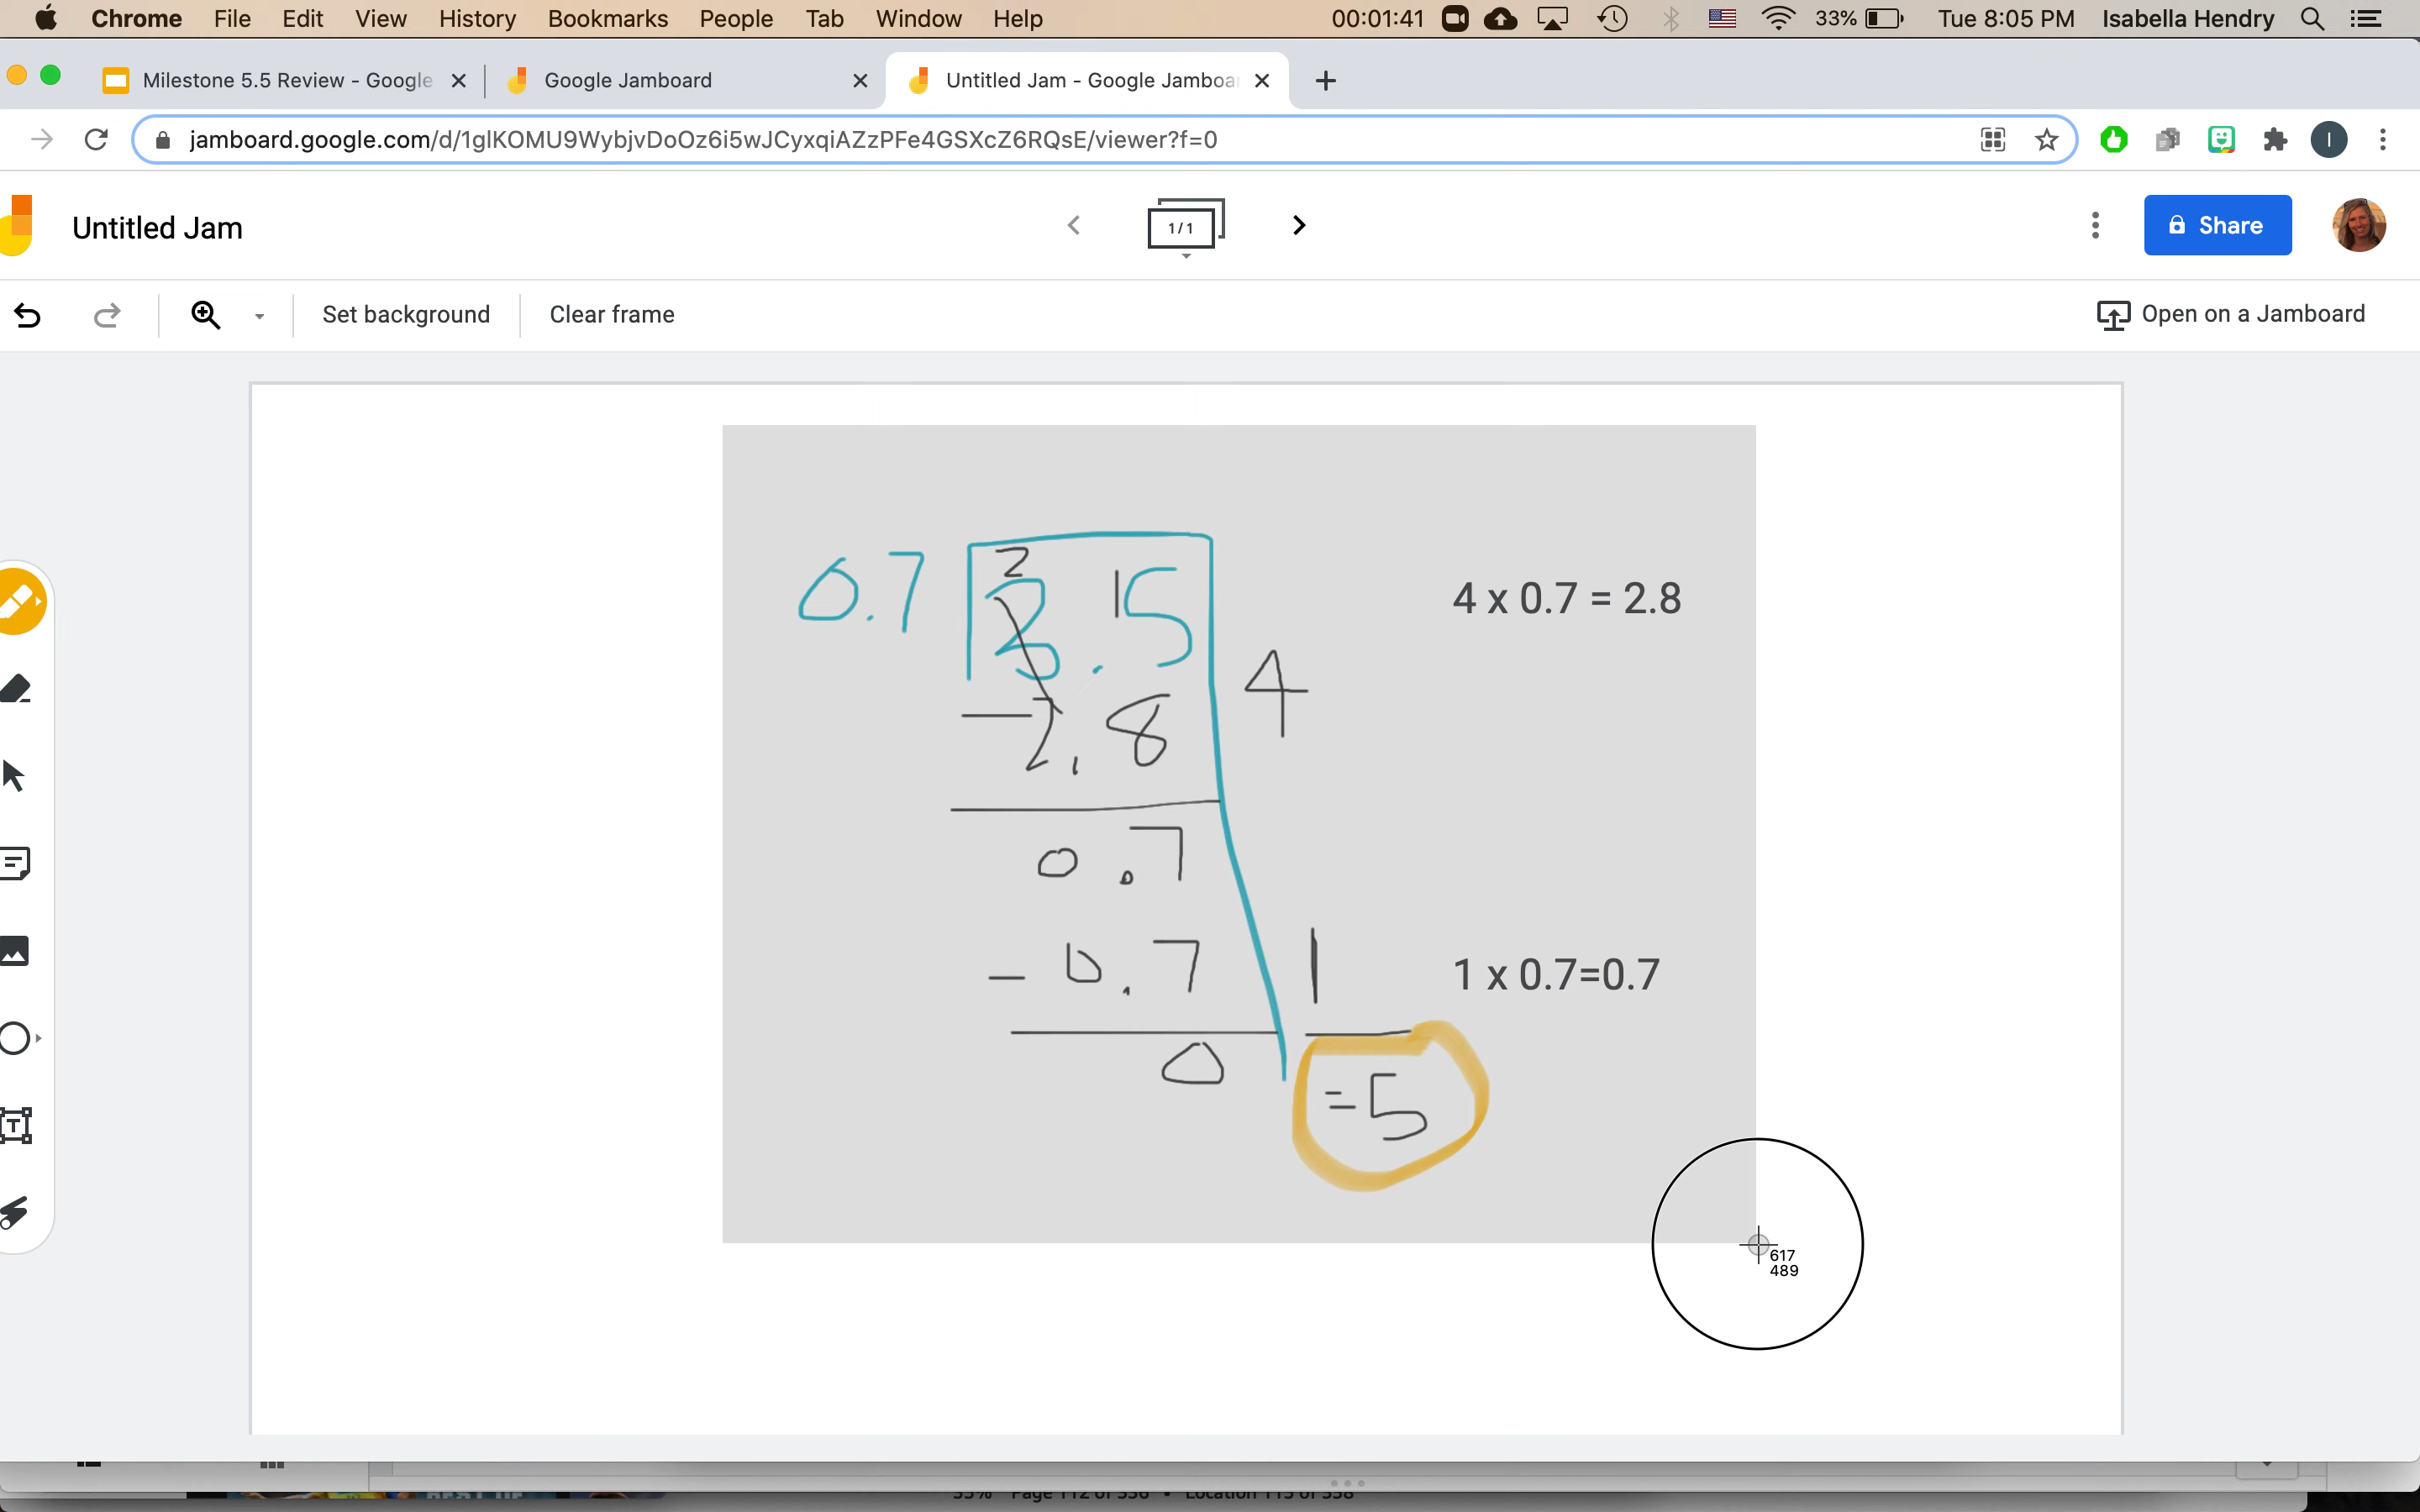 Chrome File Edit View History Bookmarks People Tab Window Help 00:01:41 33% Tue 8:05 PM Isabella Hendry
Milestone 5.5 Review - Google Google Jamboard Untitled Jam - Google Jamboar
jamboard.google.com/d/1glKOMU9WybjvDoOz6i5wJCyxqiAZzPFe4GSXcZ6RQsE/viewer?f=0 I
Untitled Jam 1/1 Share
Set background Clear frame Open on a Jamboard
2
0.7 3.15 4 x 0.7 = 2.8
-2.8 4
0.7
- 0.7 1 1 x 0.7=0.7
0 =5
617
489